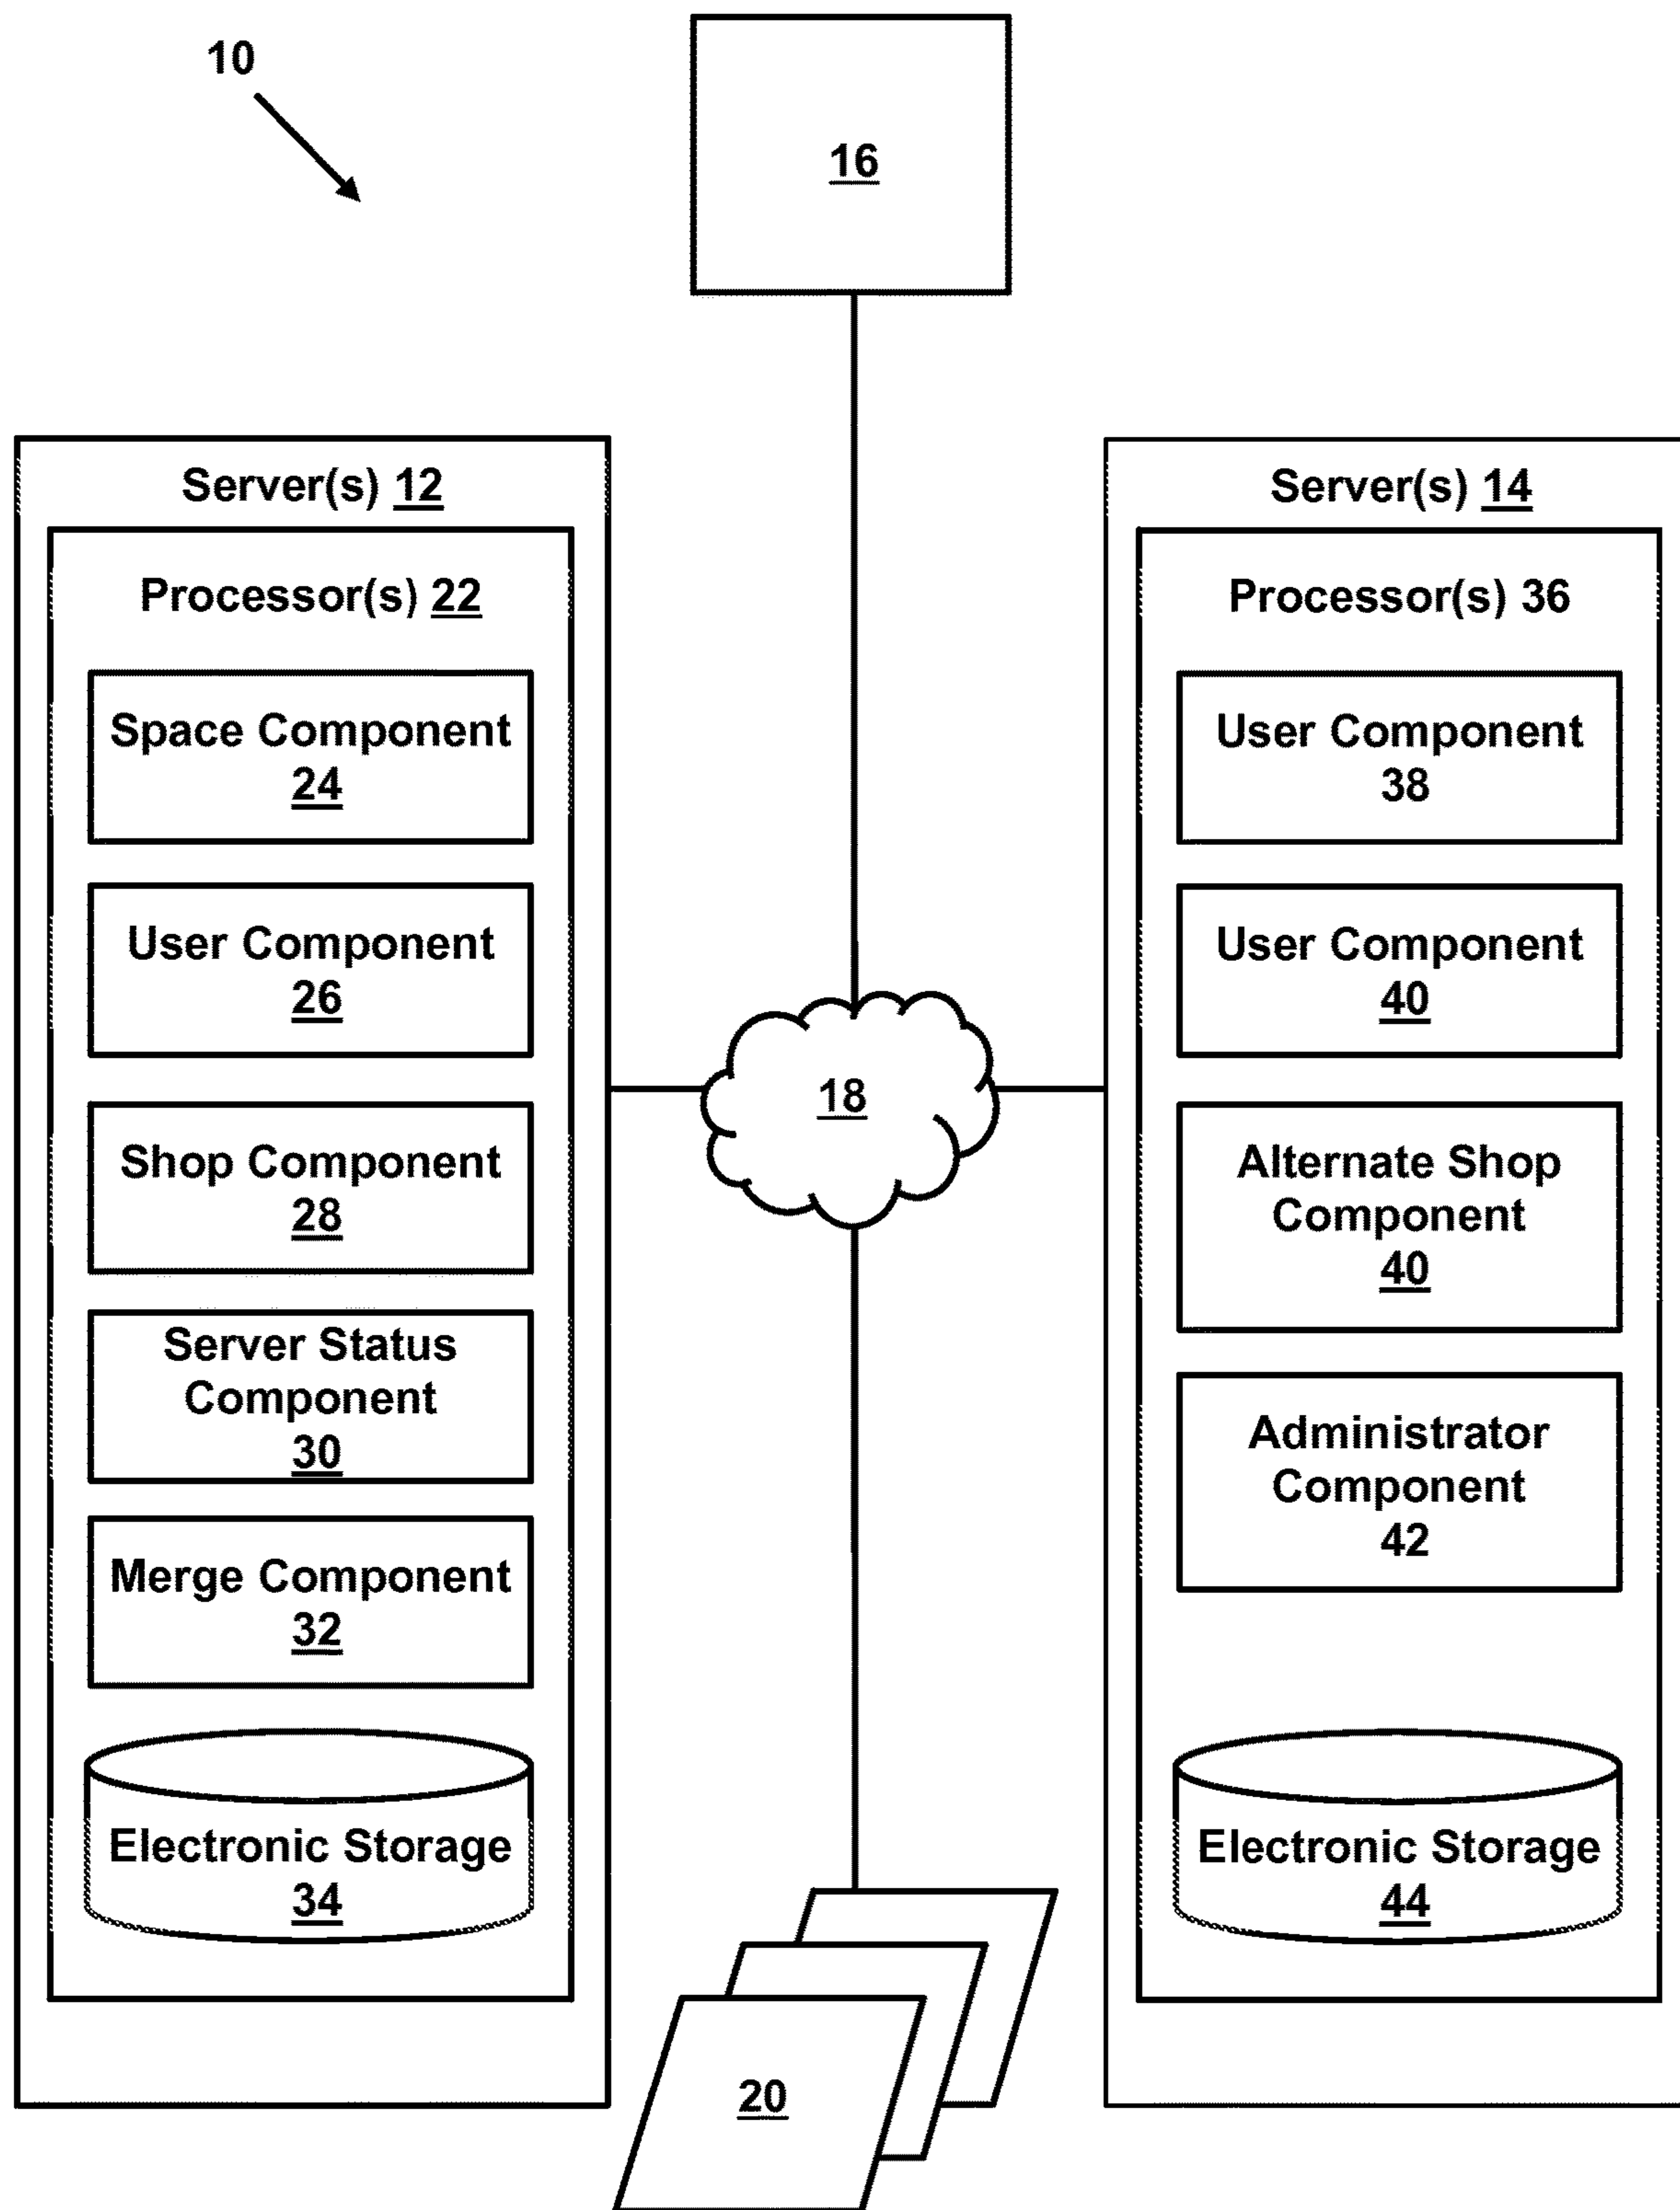 10
16
Server(s) 12
Processor(s) 22
Space Component
24
User Component
26
Shop Component
28
Server Status
Component
30
Merge Component
32
Electronic Storage
34
18
20
Server(s) 14
Processor(s) 36
User Component
38
User Component
40
Alternate Shop
Component
40
Administrator
Component
42
Electronic Storage
44